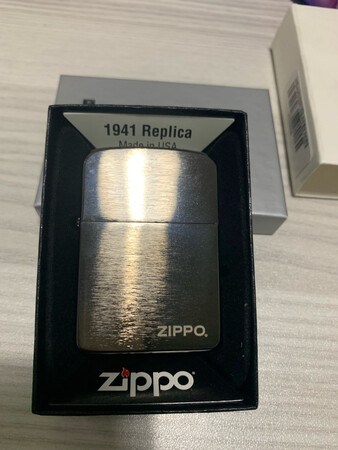 1941 Replica
Made in USA
ZIPPO®
zippo